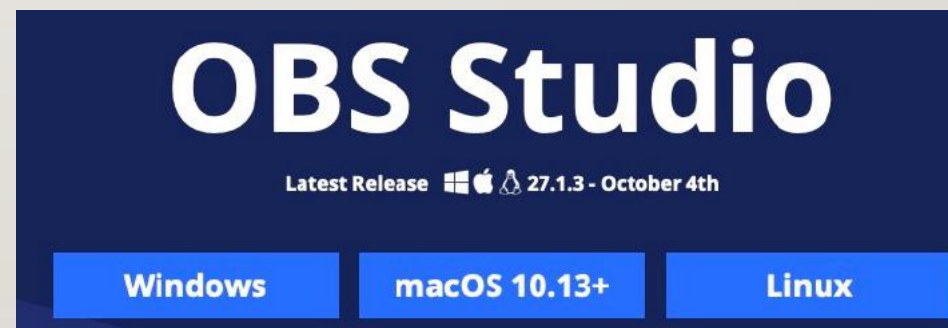 OBS Studio
Latest Release 27.1.3 - October 4th
Windows macOS 10.13+ Linux